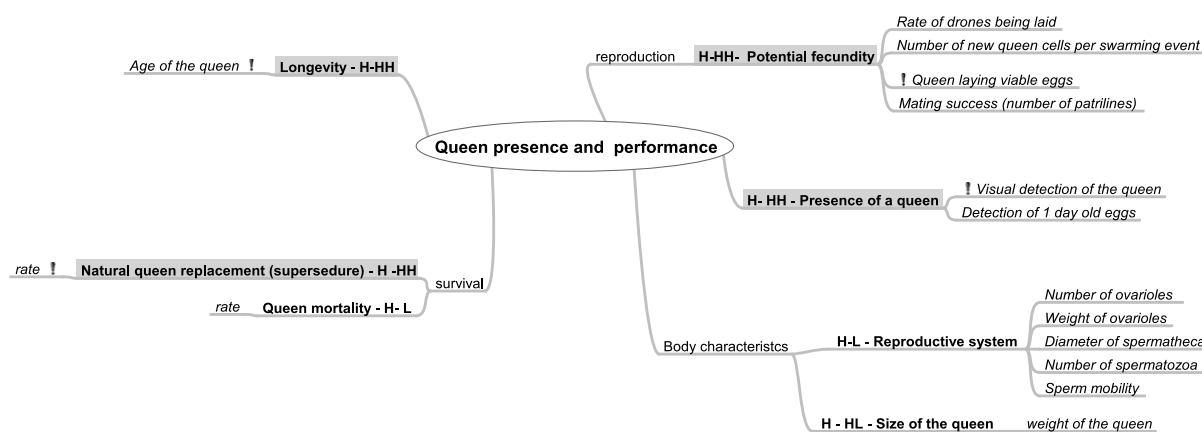 Rate of drones being laid
reproduction
H-HH- Potential fecundity
Number of new queen cells per swarming event
Age of the queen !
Longevity - H-HH
! Queen laying viable eggs
Mating success (number of patrilines)
Queen presence and performance
! Visual detection of the queen
H- HH - Presence of a queen
Detection of 1 day old eggs
rate !
Natural queen replacement (supersedure) - H -HH
survival
rate
Queen mortality - H- L
Number of ovarioles
Weight of ovarioles
Body characteristcs
H-L - Reproductive system
Diameter of spermatheca
Number of spermatozoa
Sperm mobility
H - HL - Size of the queen
weight of the queen